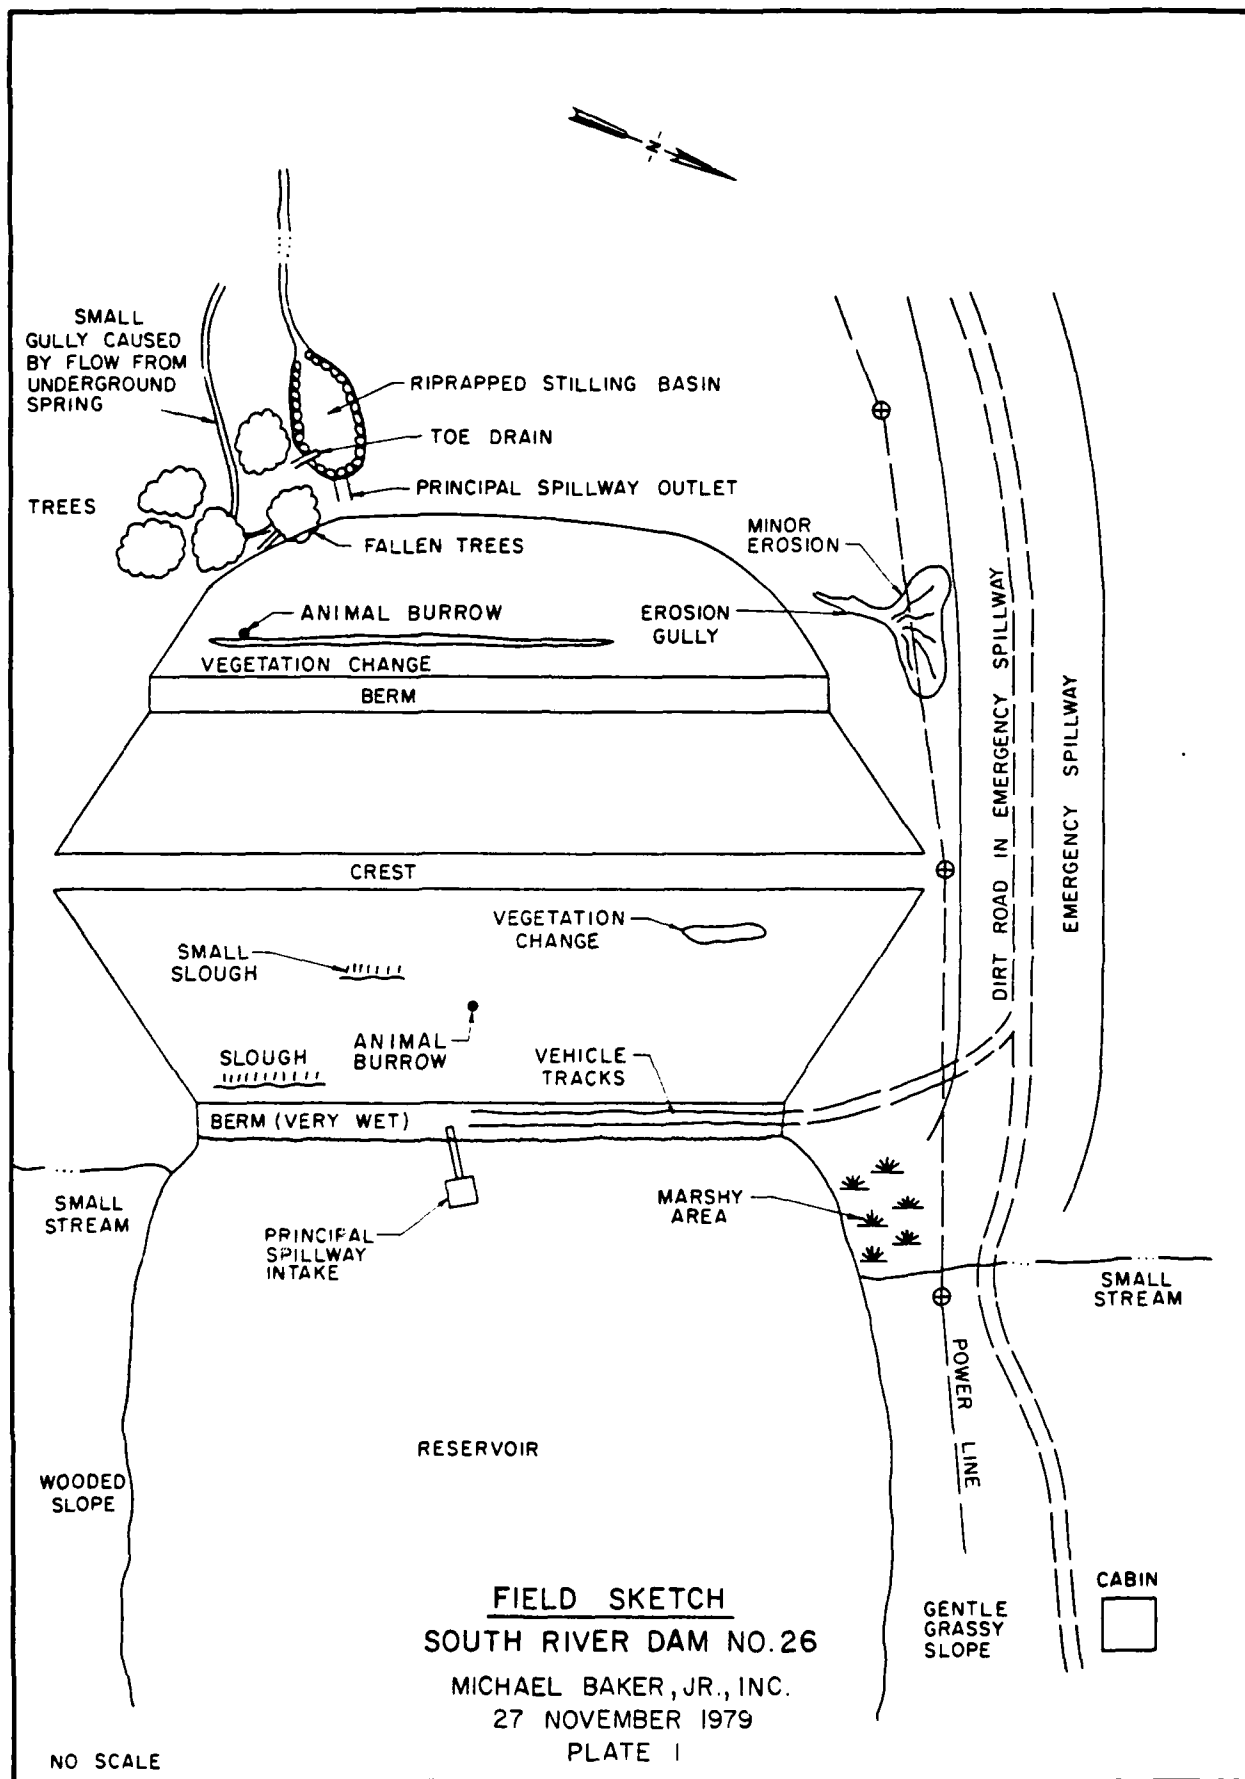 N
SMALL
GULLY CAUSED
BY FLOW FROM
UNDERGROUND
SPRING
RIPRAPPED STILLING BASIN
TOE DRAIN
PRINCIPAL SPILLWAY OUTLET
TREES
FALLEN TREES
MINOR
EROSION
ANIMAL BURROW
EROSION
GULLY
VEGETATION CHANGE
BERM
DIRT ROAD IN EMERGENCY SPILLWAY
EMERGENCY SPILLWAY
CREST
VEGETATION
CHANGE
SMALL
SLOUGH
ANIMAL
BURROW
SLOUGH
VEHICLE
TRACKS
BERM (VERY WET)
SMALL
STREAM
MARSHY
AREA
PRINCIPAL
SPILLWAY
INTAKE
SMALL
STREAM
POWER LINE
RESERVOIR
WOODED
SLOPE
CABIN
GENTLE
GRASSY
SLOPE
FIELD SKETCH
SOUTH RIVER DAM NO. 26
MICHAEL BAKER, JR., INC.
27 NOVEMBER 1979
PLATE I
NO SCALE